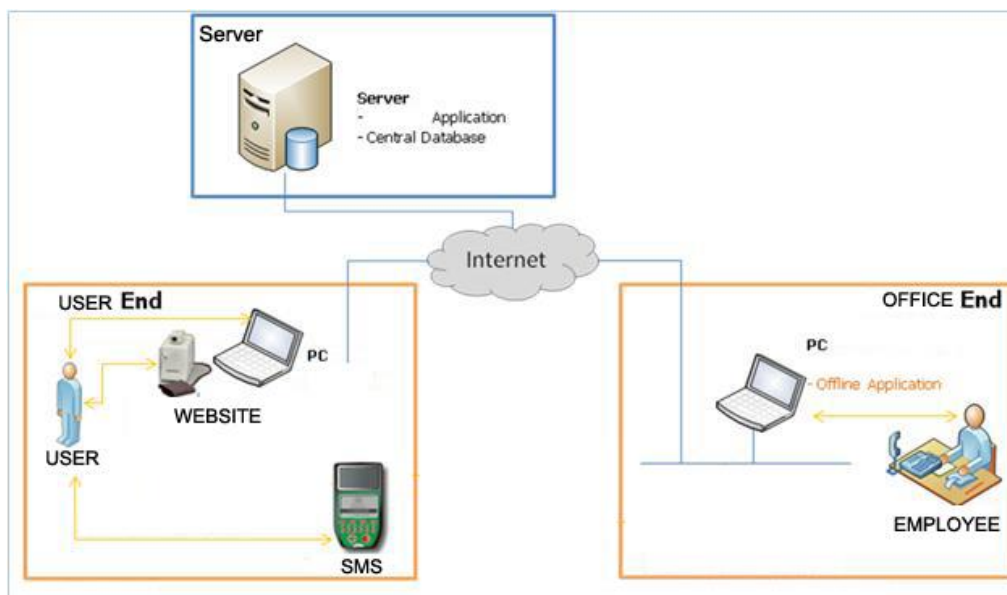 Server
Server
- Application
- Central Database
Internet
USER End
PC
WEBSITE
USER
SMS
OFFICE End
PC
- Offline Application
EMPLOYEE